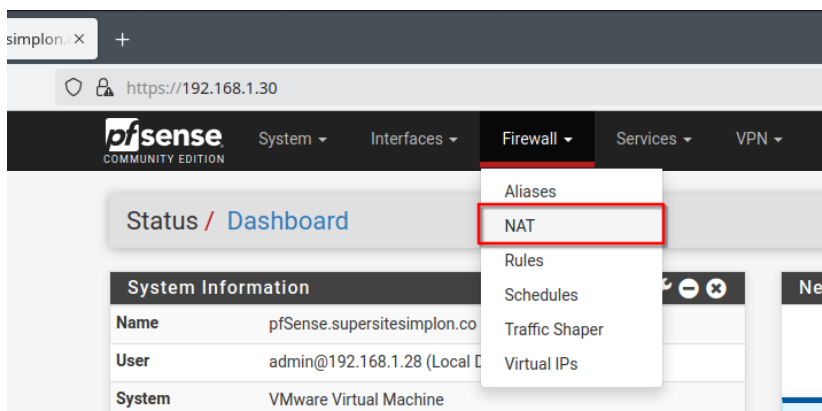 simplon.
https://192.168.1.30
pfsense
COMMUNITY EDITION
System Interfaces Firewall Services VPN
Aliases
NAT
Rules
Schedules
Traffic Shaper
Virtual IPs
Status / Dashboard
System Information
Ne
Name pfSense.supersitesimplon.co
User admin@192.168.1.28 (Local D
System VMware Virtual Machine